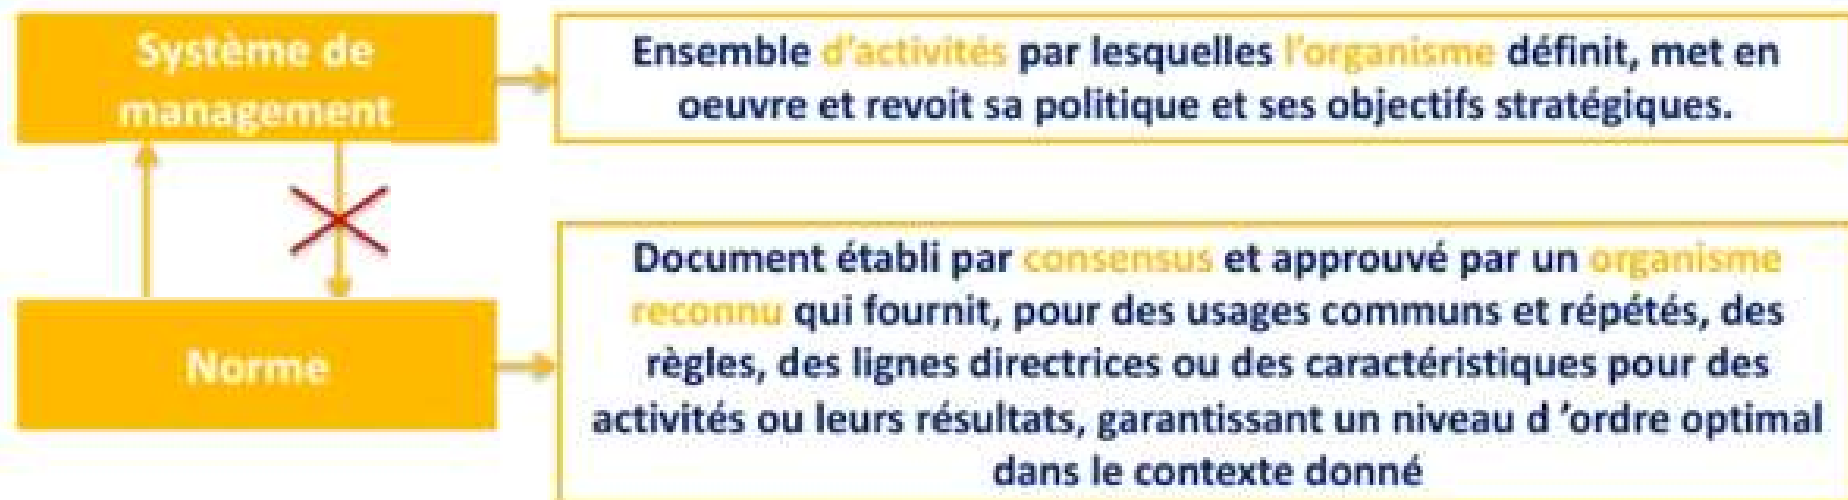 Système de
management
Ensemble d'activités par lesquelles l'organisme définit, met en
oeuvre et revoit sa politique et ses objectifs stratégiques.
Norme
Document établi par consensus et approuvé par un organisme
reconnu qui fournit, pour des usages communs et répétés, des
règles, des lignes directrices ou des caractéristiques pour des
activités ou leurs résultats, garantissant un niveau d 'ordre optimal
dans le contexte donné